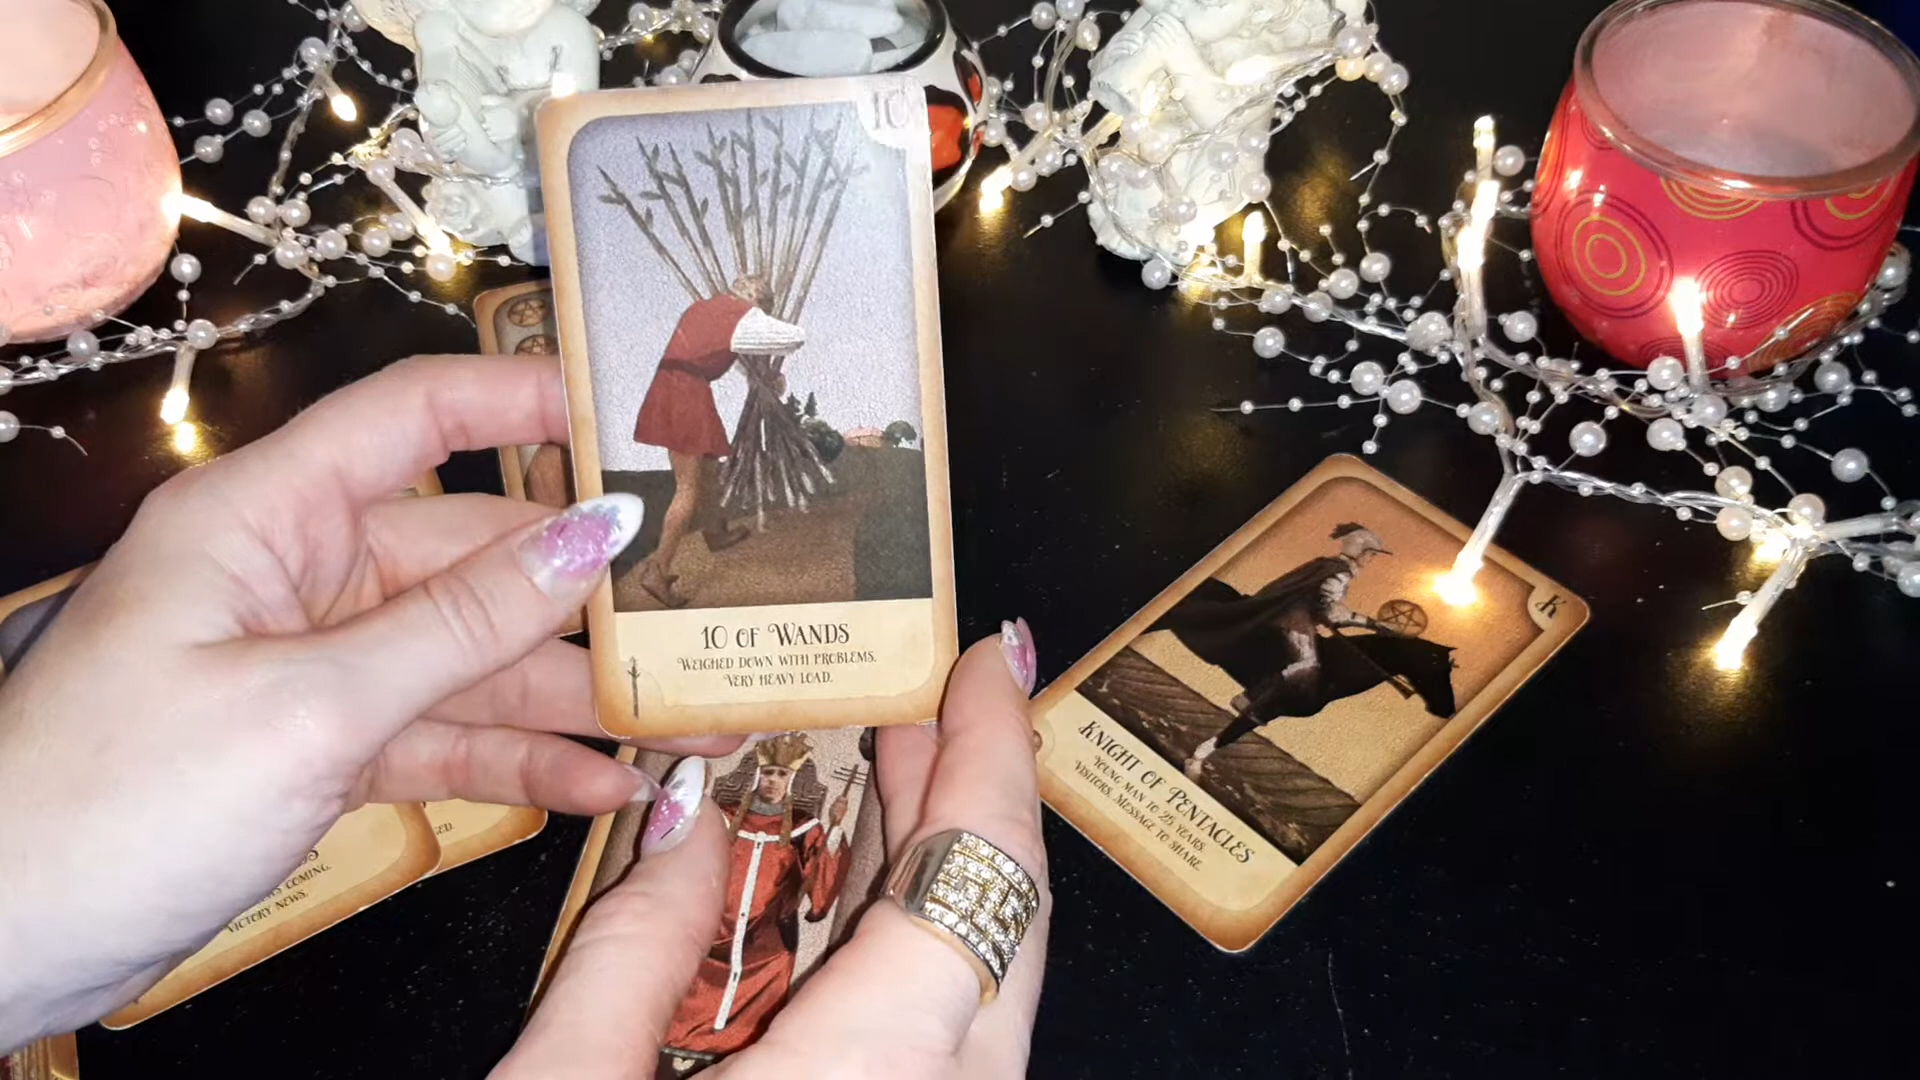 10
10 OF WANDS
WEIGHED DOWN WITH PROBLEMS.
VERY HEAVY LOAD.
K
KNIGHT OF PENTACLES
YOUNG MAN TO 25 YEARS.
VISITORS. MESSAGE TO SHARE.
COMING.
VICTORY NEWS.